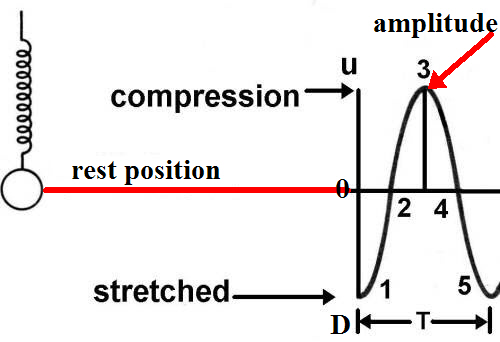 amplitude
u
3
compression
rest position
0
2
4
stretched
1
5
D
T